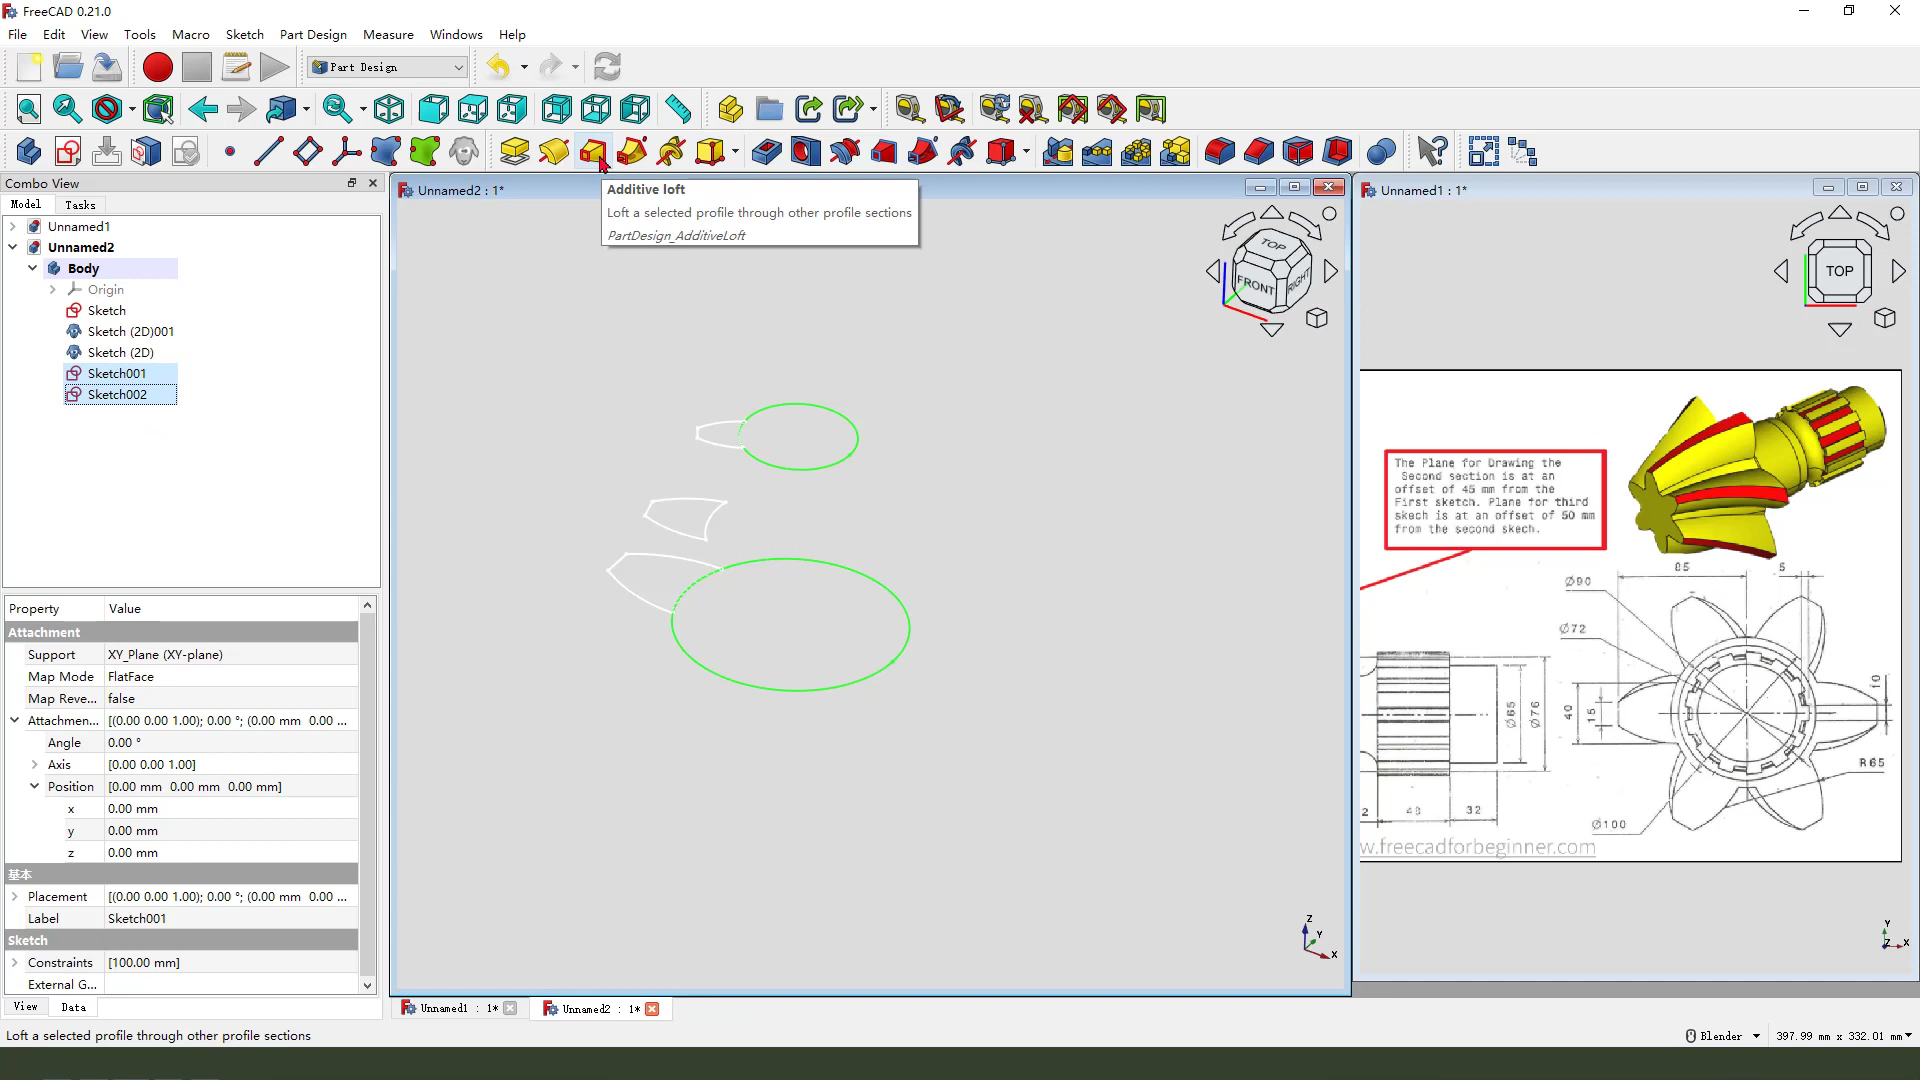 FreeCAD 0.21.0
File Edit View Tools Macro Sketch Part Design Measure Windows Help
Part Design
Combo View
Model Tasks
Unnamed1
Unnamed2
Body
Origin
Sketch
Sketch (2D)001
Sketch (2D)
Sketch001
Sketch002
Property Value
Attachment
Support XY_Plane (XY-plane)
Map Mode FlatFace
Map Reve... false
Attachmen... [(0.00 0.00 1.00); 0.00 °; (0.00 mm 0.00 ...
Angle 0.00 °
Axis [0.00 0.00 1.00]
Position [0.00 mm 0.00 mm 0.00 mm]
x 0.00 mm
y 0.00 mm
z 0.00 mm
基本
Placement [(0.00 0.00 1.00); 0.00 °; (0.00 mm 0.00 ...
Label Sketch001
Sketch
Constraints [100.00 mm]
External G...
View Data
Loft a selected profile through other profile sections
Unnamed2 : 1*
Additive loft
Loft a selected profile through other profile sections
PartDesign_AdditiveLoft
TOP
FRONT
RIGHT
Z
Y
X
Unnamed1 : 1*
Unnamed2 : 1*
Unnamed1 : 1*
TOP
The Plane for Drawing the
Second section is at an
offset of 45 mm from the
First sketch. Plane for third
skech is at an offset of 50 mm
from the second skech.
85
5
Ø90
Ø72
10
40
15
Ø65
Ø76
R65
2
48
32
Ø100
w.freecadforbeginner.com
Y
Z
X
Blender
397.99 mm x 332.01 mm